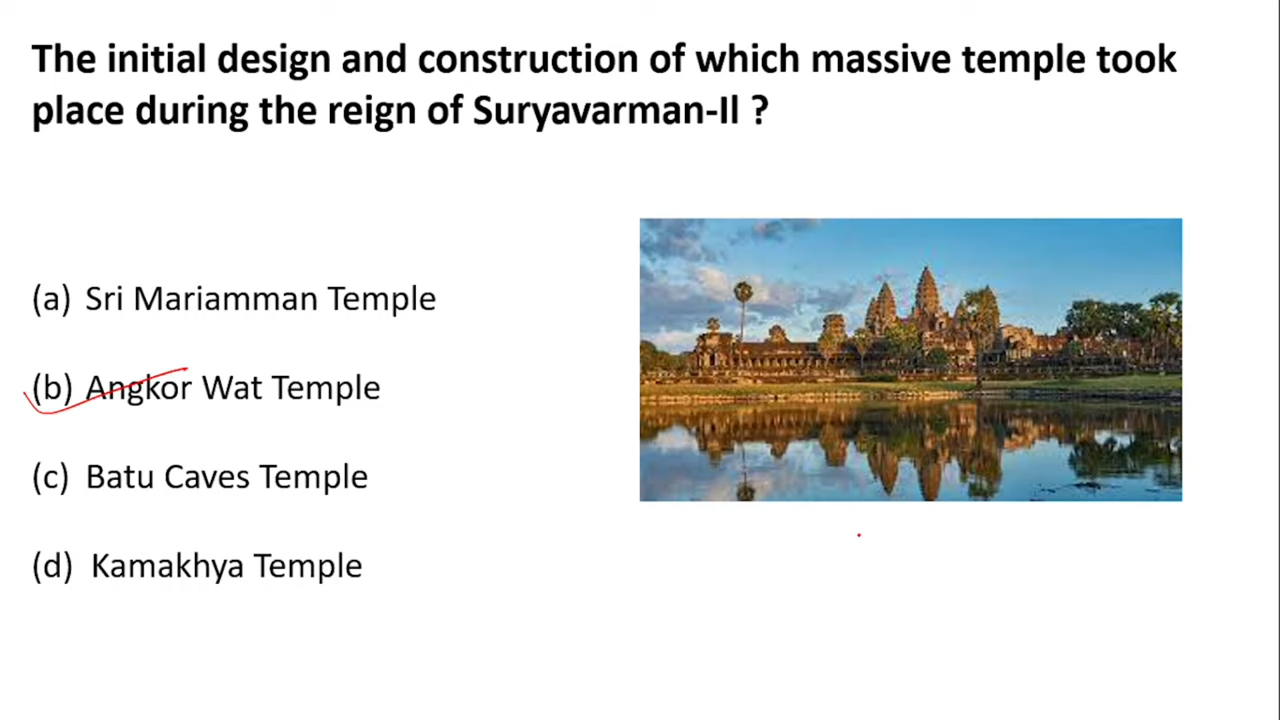 The initial design and construction of which massive temple took
place during the reign of Suryavarman-Il ?
(a) Sri Mariamman Temple
(b) Angkor Wat Temple
(c) Batu Caves Temple
(d) Kamakhya Temple